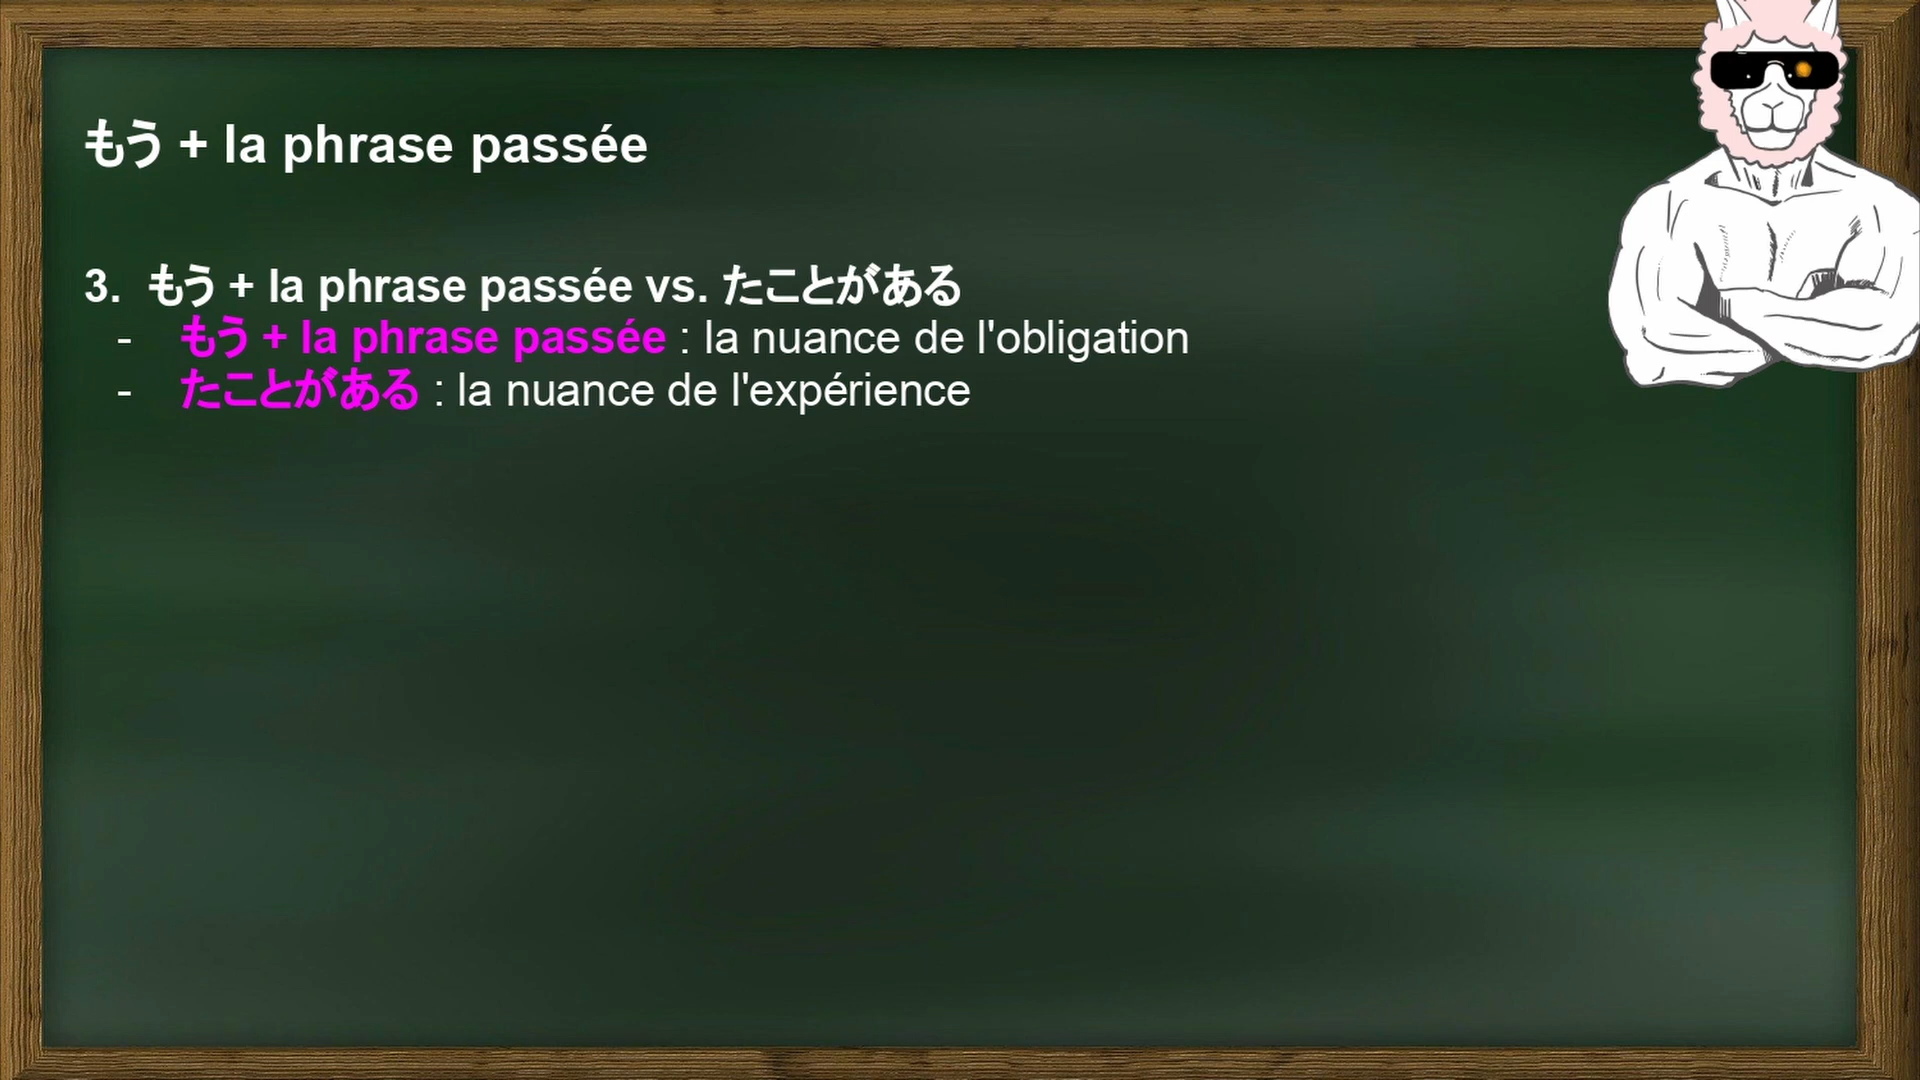 もう + la phrase passée
3. もう + la phrase passée vs. たことがある
- もう + la phrase passée : la nuance de l'obligation
- たことがある : la nuance de l'expérience